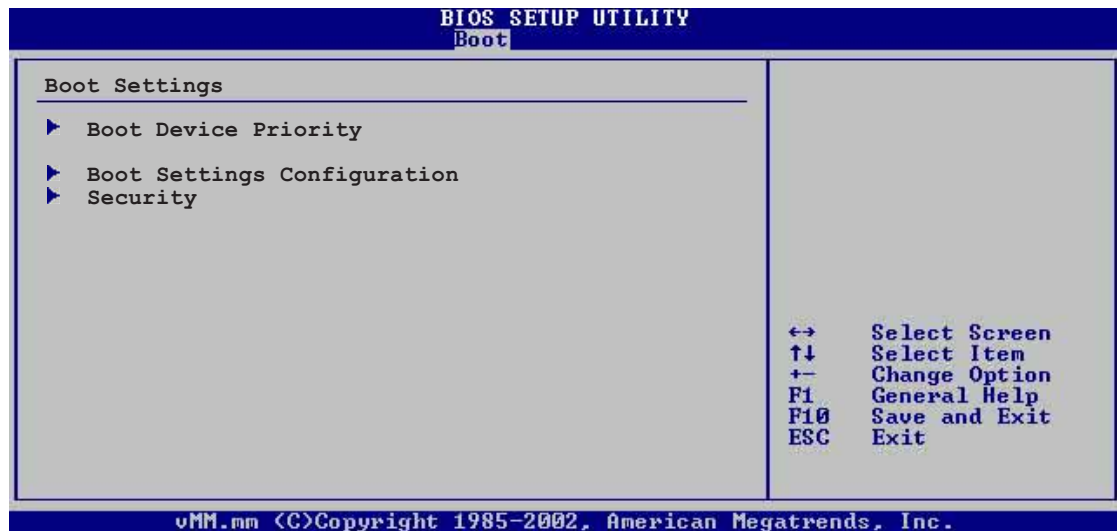 BIOS SETUP UTILITY
Boot
Boot Settings
Boot Device Priority
Boot Settings Configuration
Security
←→ Select Screen
↑↓ Select Item
+- Change Option
F1 General Help
F10 Save and Exit
ESC Exit
vMM.mm (C)Copyright 1985-2002, American Megatrends, Inc.